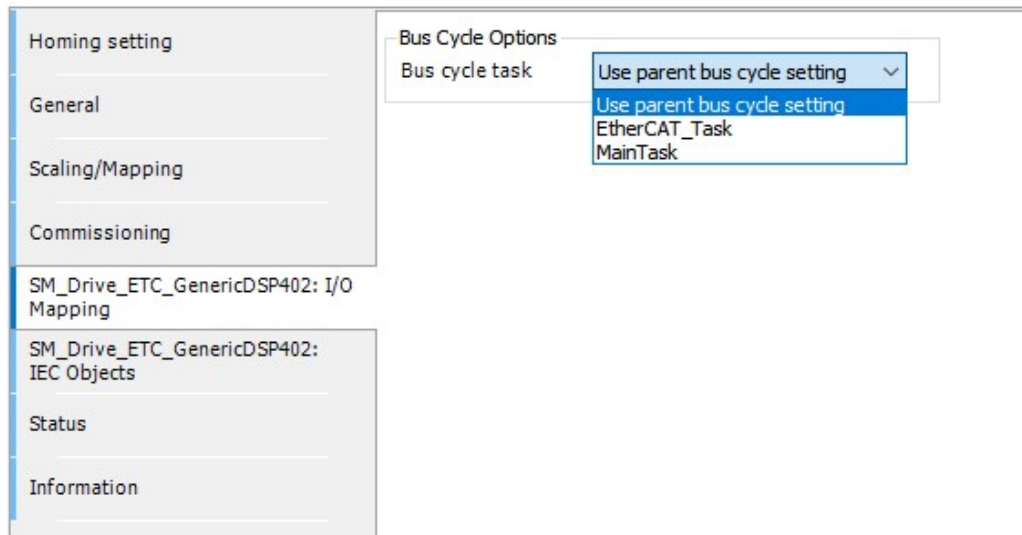 Homing setting
General
Scaling/Mapping
Commissioning
SM_Drive_ETC_GenericDSP402: I/O
Mapping
SM_Drive_ETC_GenericDSP402:
IEC Objects
Status
Information
Bus Cycle Options
Bus cycle task
Use parent bus cycle setting
Use parent bus cycle setting
EtherCAT_Task
MainTask